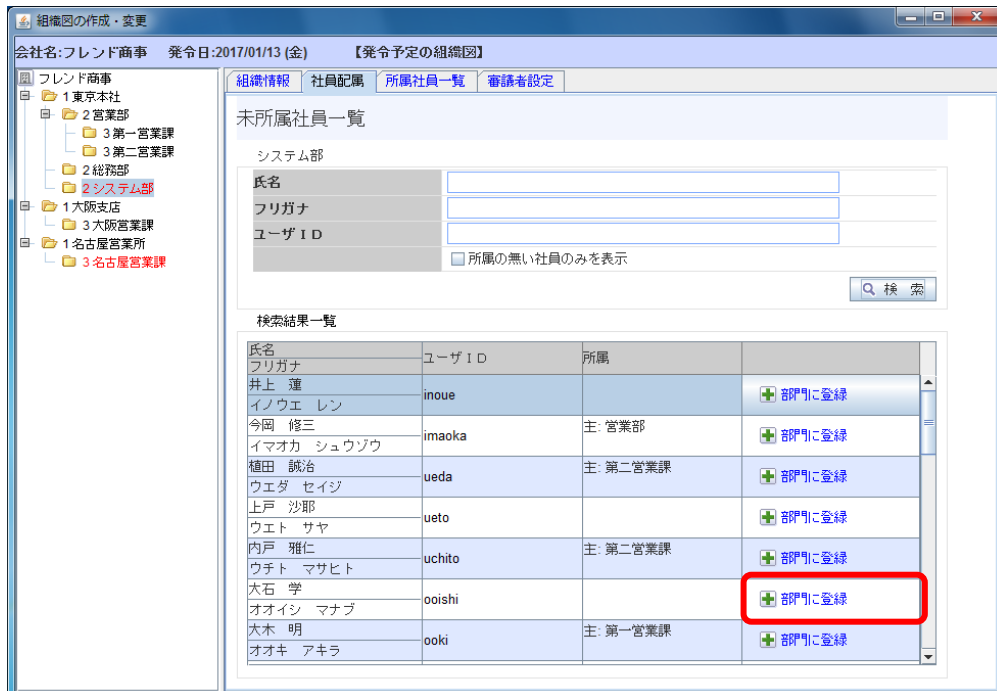 組織図の作成・変更
会社名:フレンド商事　発令日:2017/01/13 (金)　【発令予定の組織図】
フレンド商事
1東京本社
2営業部
3第一営業課
3第二営業課
2総務部
2システム部
1大阪支店
3大阪営業課
1名古屋営業所
3名古屋営業課
組織情報　社員配属　所属社員一覧　審議者設定
未所属社員一覧
システム部
氏名
フリガナ
ユーザＩＤ
所属の無い社員のみを表示
検　索
検索結果一覧
氏名
フリガナ
ユーザＩＤ
所属
井上　蓮
イノウエ　レン
inoue
部門に登録
今岡　修三
イマオカ　シュウゾウ
imaoka
主: 営業部
部門に登録
植田　誠治
ウエダ　セイジ
ueda
主: 第二営業課
部門に登録
上戸　沙耶
ウエト　サヤ
ueto
部門に登録
内戸　雅仁
ウチト　マサヒト
uchito
主: 第二営業課
部門に登録
大石　学
オオイシ　マナブ
ooishi
部門に登録
大木　明
オオキ　アキラ
ooki
主: 第一営業課
部門に登録